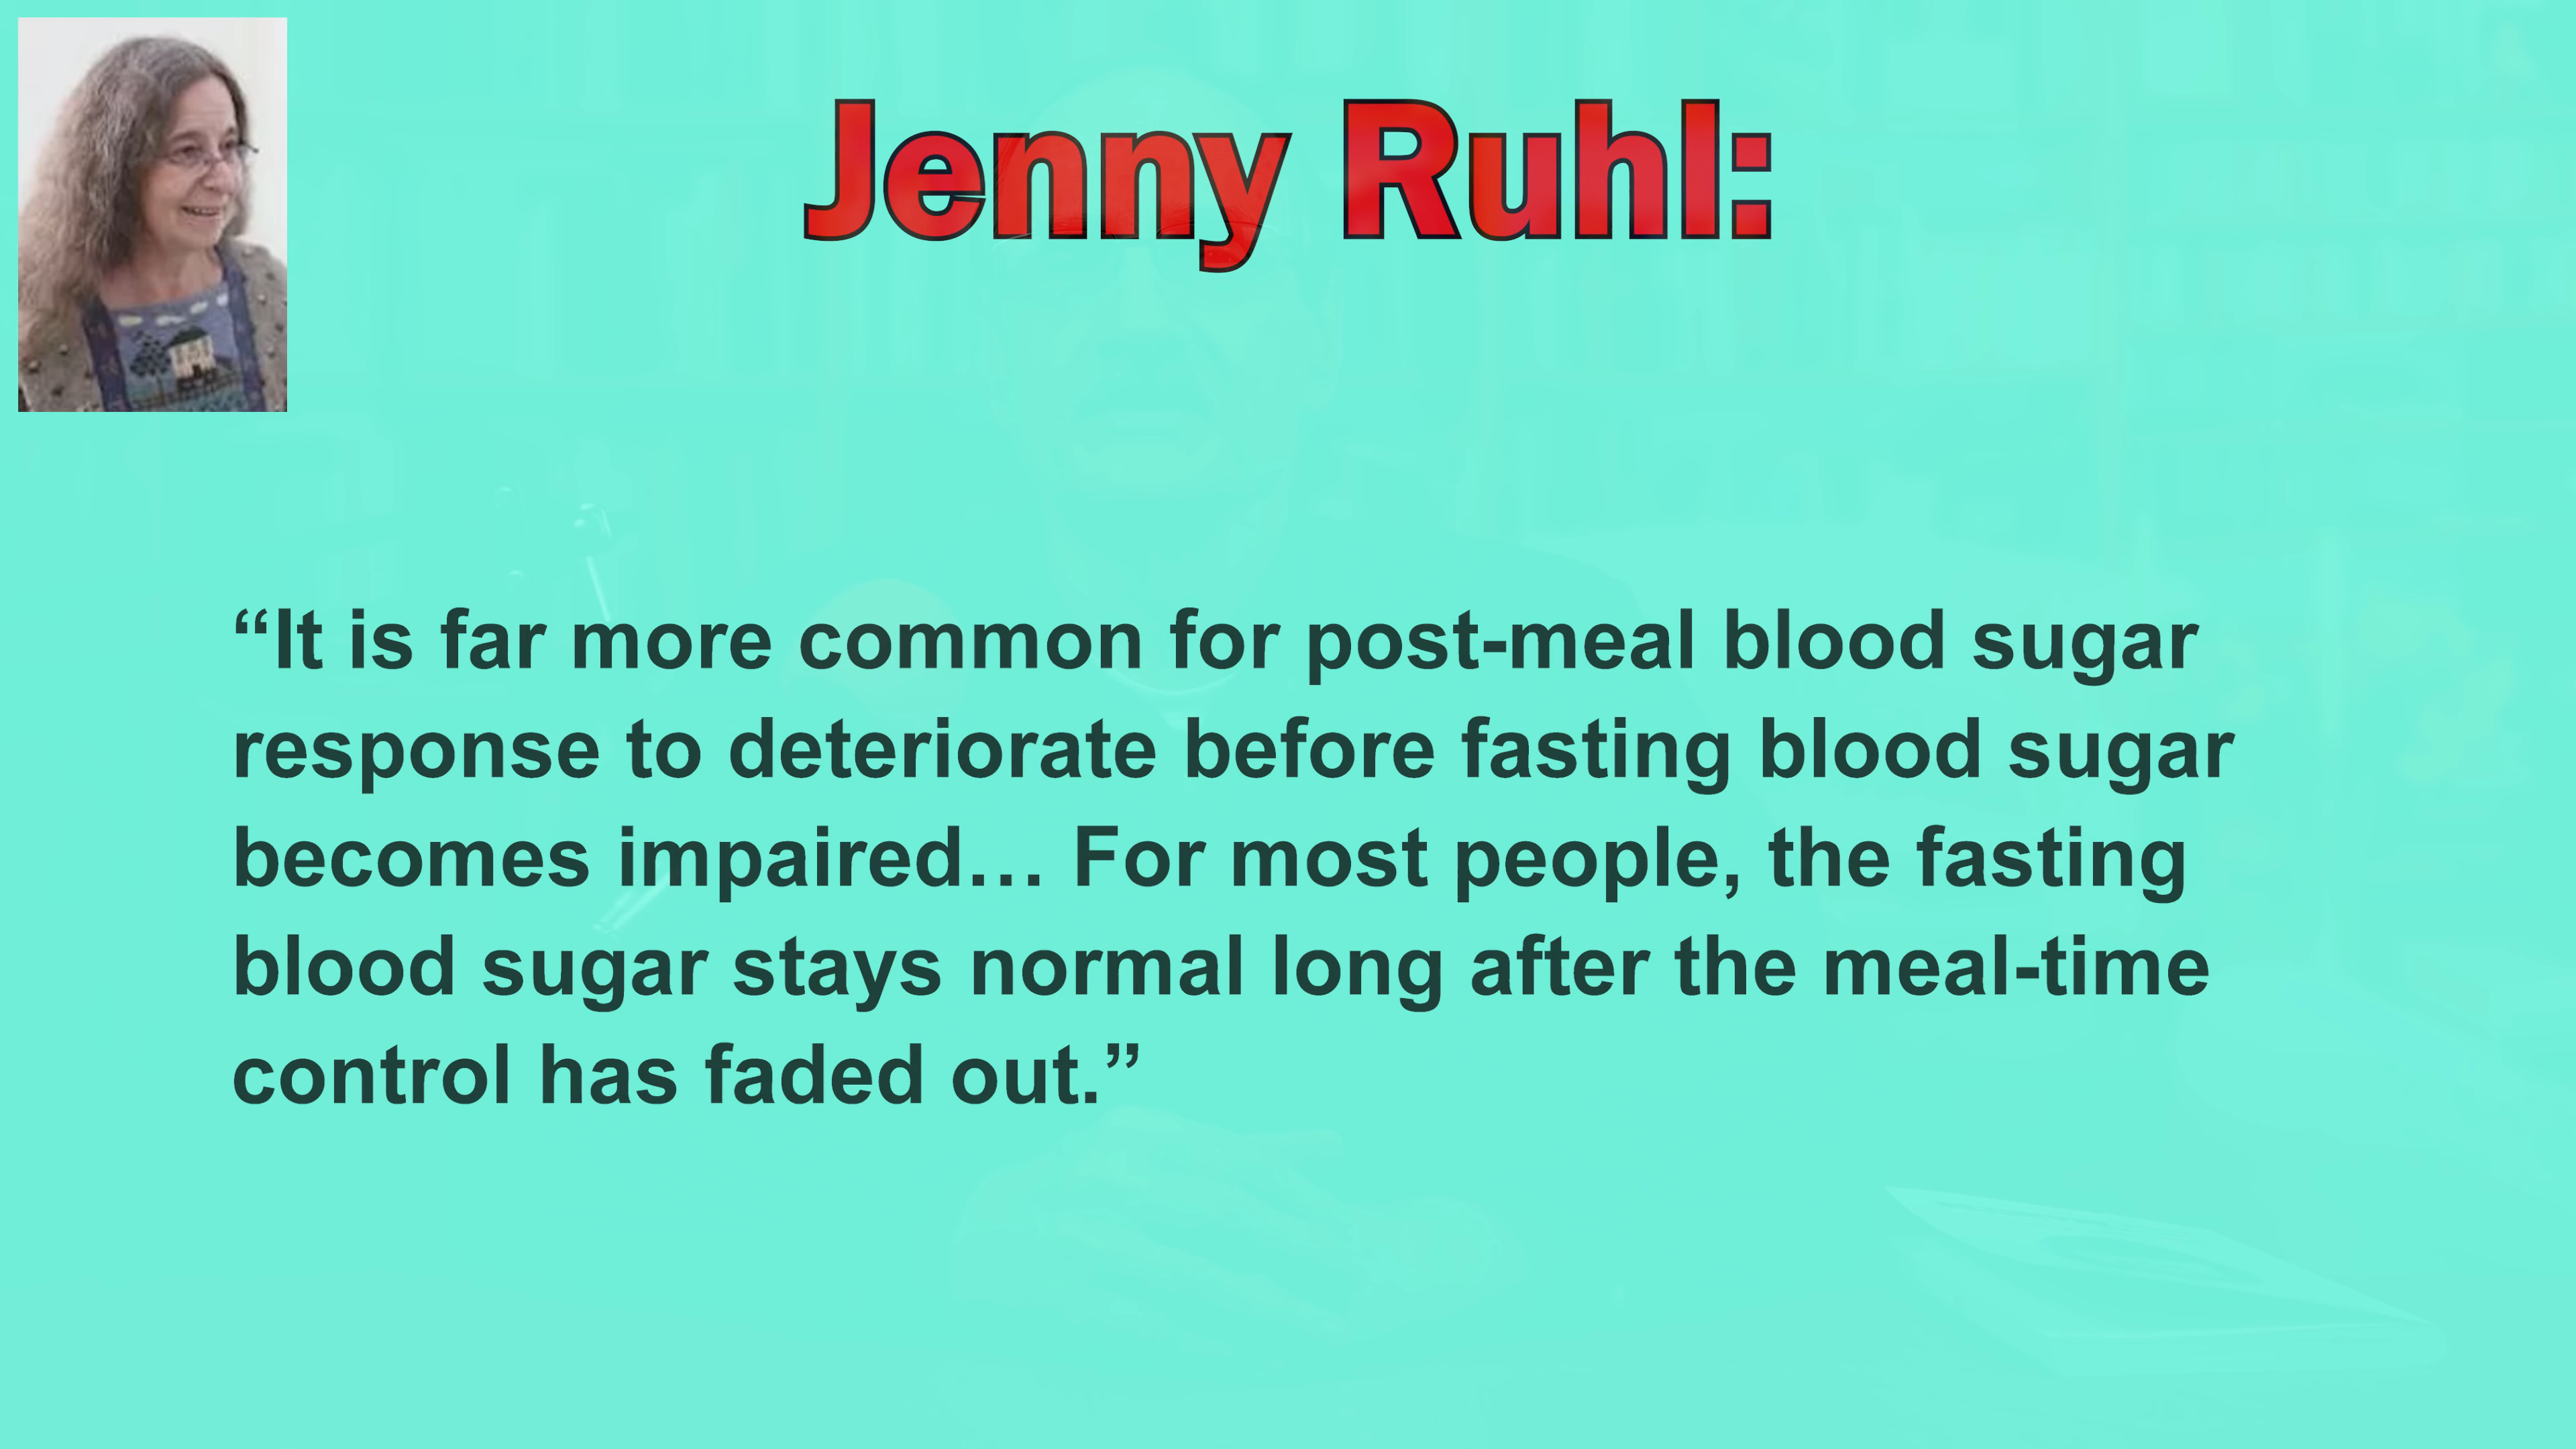 Jenny Ruhl:
“It is far more common for post-meal blood sugar
response to deteriorate before fasting blood sugar
becomes impaired… For most people, the fasting
blood sugar stays normal long after the meal-time
control has faded out.”